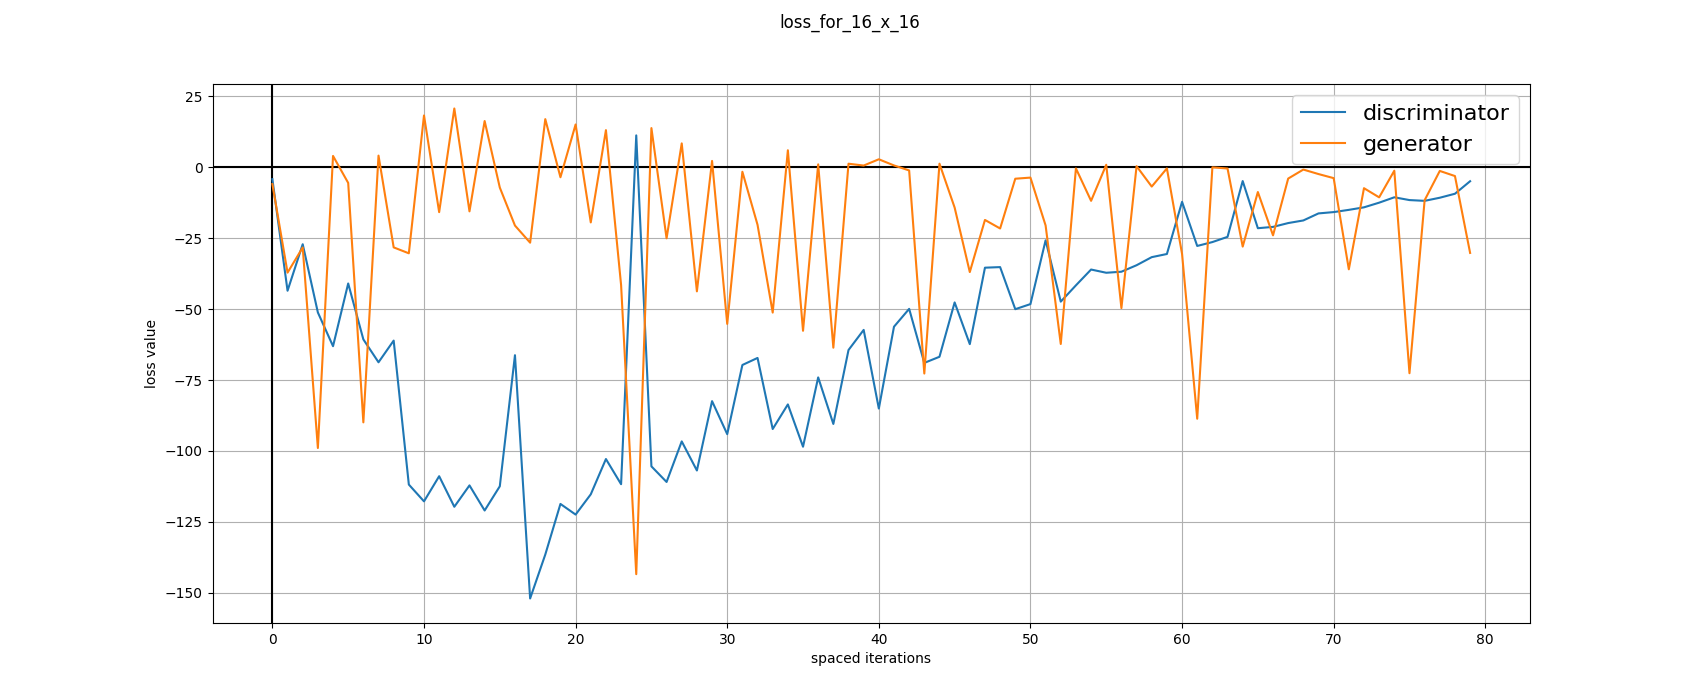 loss_for_16_x_16
discriminator
generator
25
0
−25
−50
−75
−100
−125
−150
loss value
0 10 20 30 40 50 60 70 80
spaced iterations